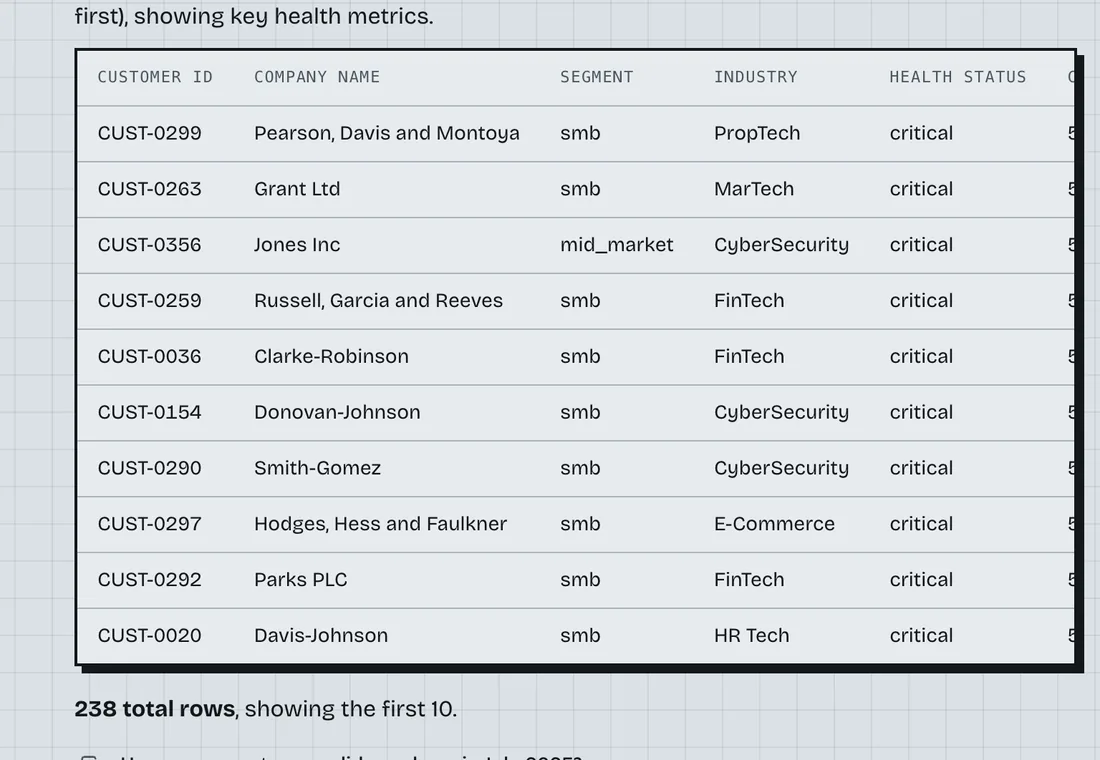 first), showing key health metrics.
CUSTOMER ID COMPANY NAME SEGMENT INDUSTRY HEALTH STATUS
CUST-0299 Pearson, Davis and Montoya smb PropTech critical
CUST-0263 Grant Ltd smb MarTech critical
CUST-0356 Jones Inc mid_market CyberSecurity critical
CUST-0259 Russell, Garcia and Reeves smb FinTech critical
CUST-0036 Clarke-Robinson smb FinTech critical
CUST-0154 Donovan-Johnson smb CyberSecurity critical
CUST-0290 Smith-Gomez smb CyberSecurity critical
CUST-0297 Hodges, Hess and Faulkner smb E-Commerce critical
CUST-0292 Parks PLC smb FinTech critical
CUST-0020 Davis-Johnson smb HR Tech critical
238 total rows, showing the first 10.